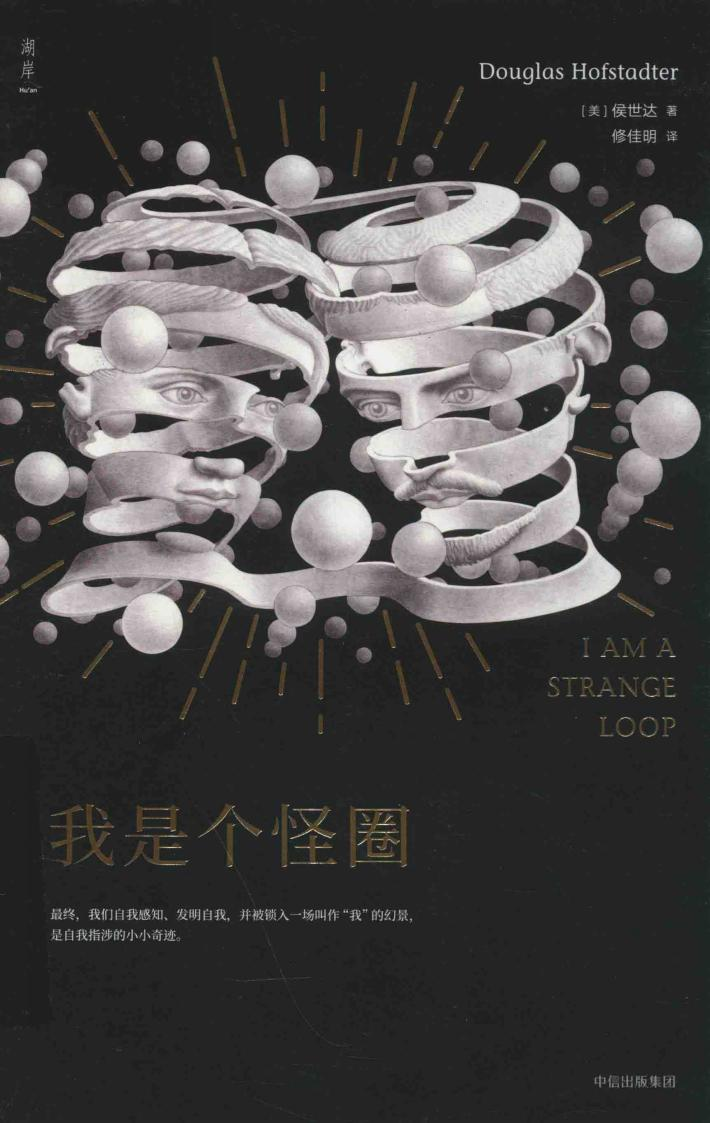 湖岸
Hu'an
Douglas Hofstadter
[美] 侯世达 著
修佳明 译
I AM A
STRANGE
LOOP
我是个怪圈
最终，我们自我感知、发明自我，并被锁入一场叫作“我”的幻景，
是自我指涉的小小奇迹。
中信出版集团